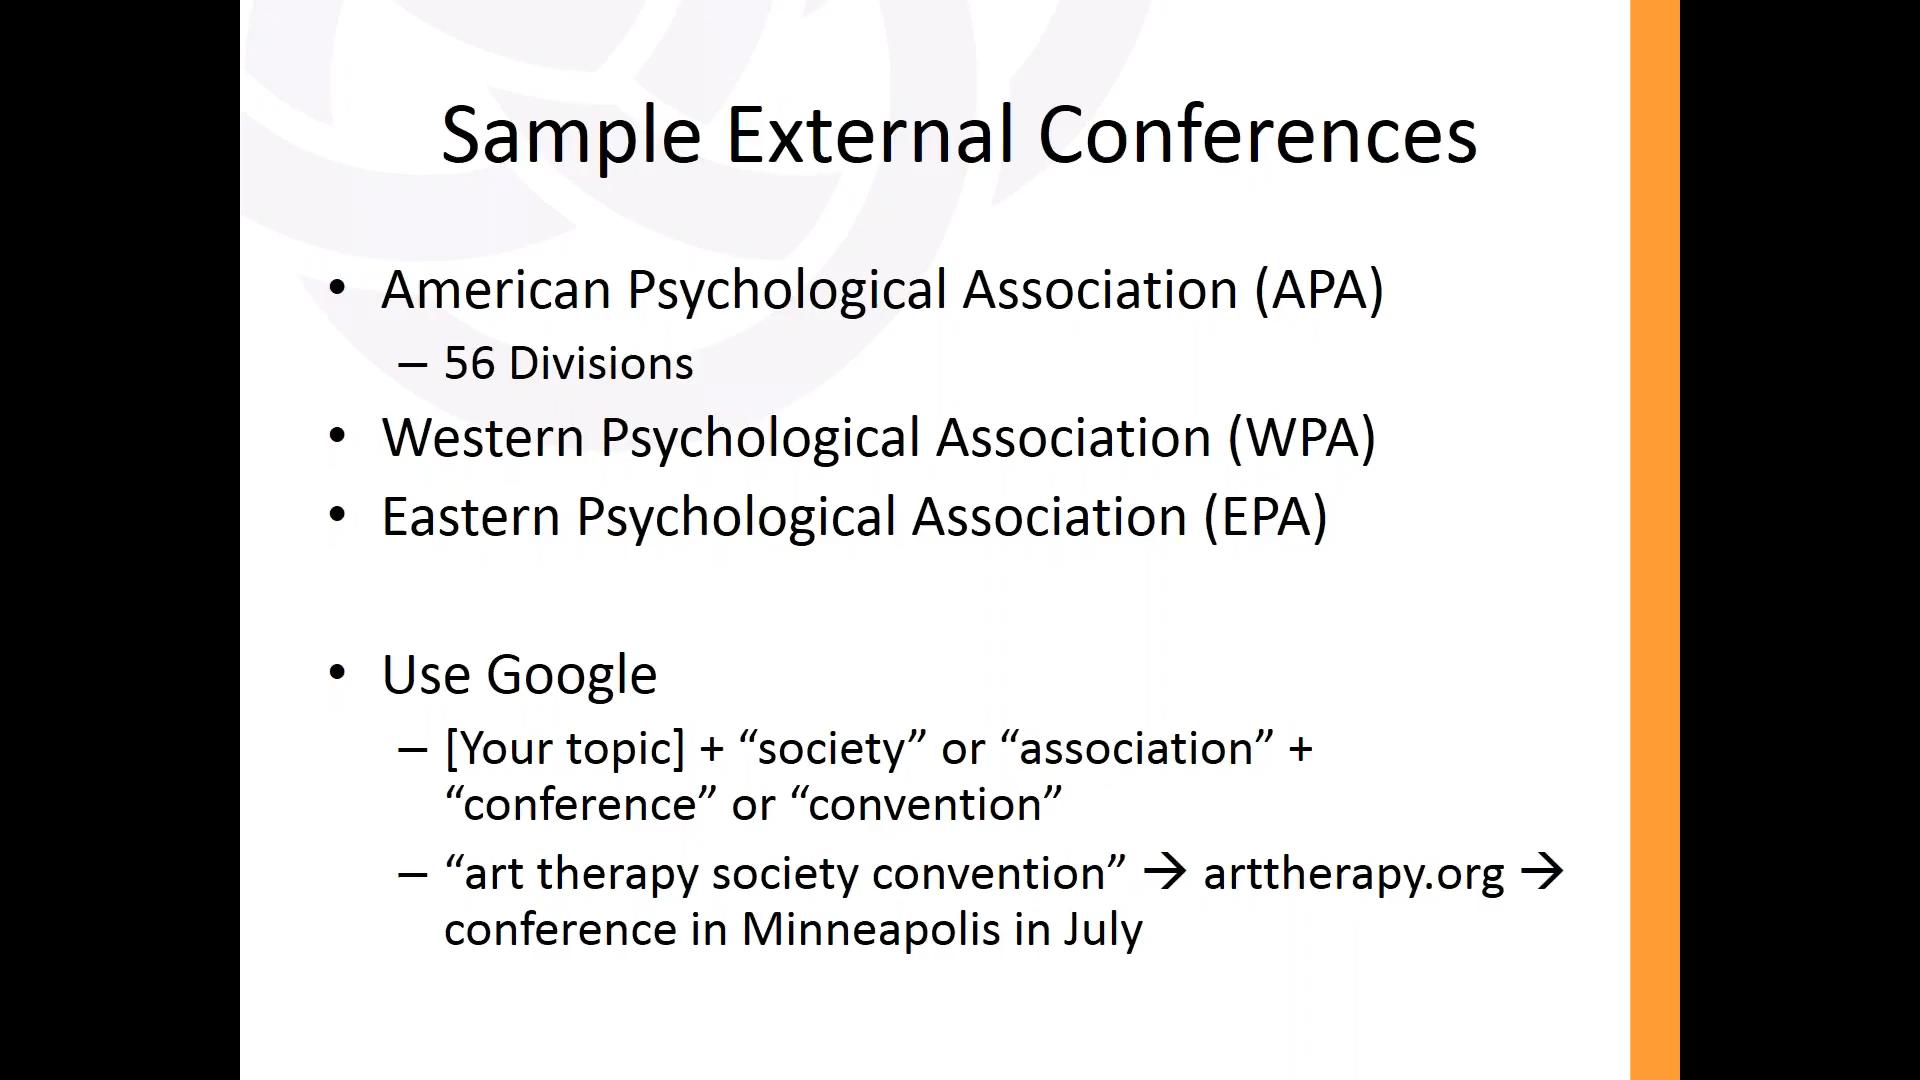 Sample External Conferences
• American Psychological Association (APA)
– 56 Divisions
• Western Psychological Association (WPA)
• Eastern Psychological Association (EPA)
• Use Google
– [Your topic] + “society” or “association” +
“conference” or “convention”
– “art therapy society convention” → arttherapy.org →
conference in Minneapolis in July